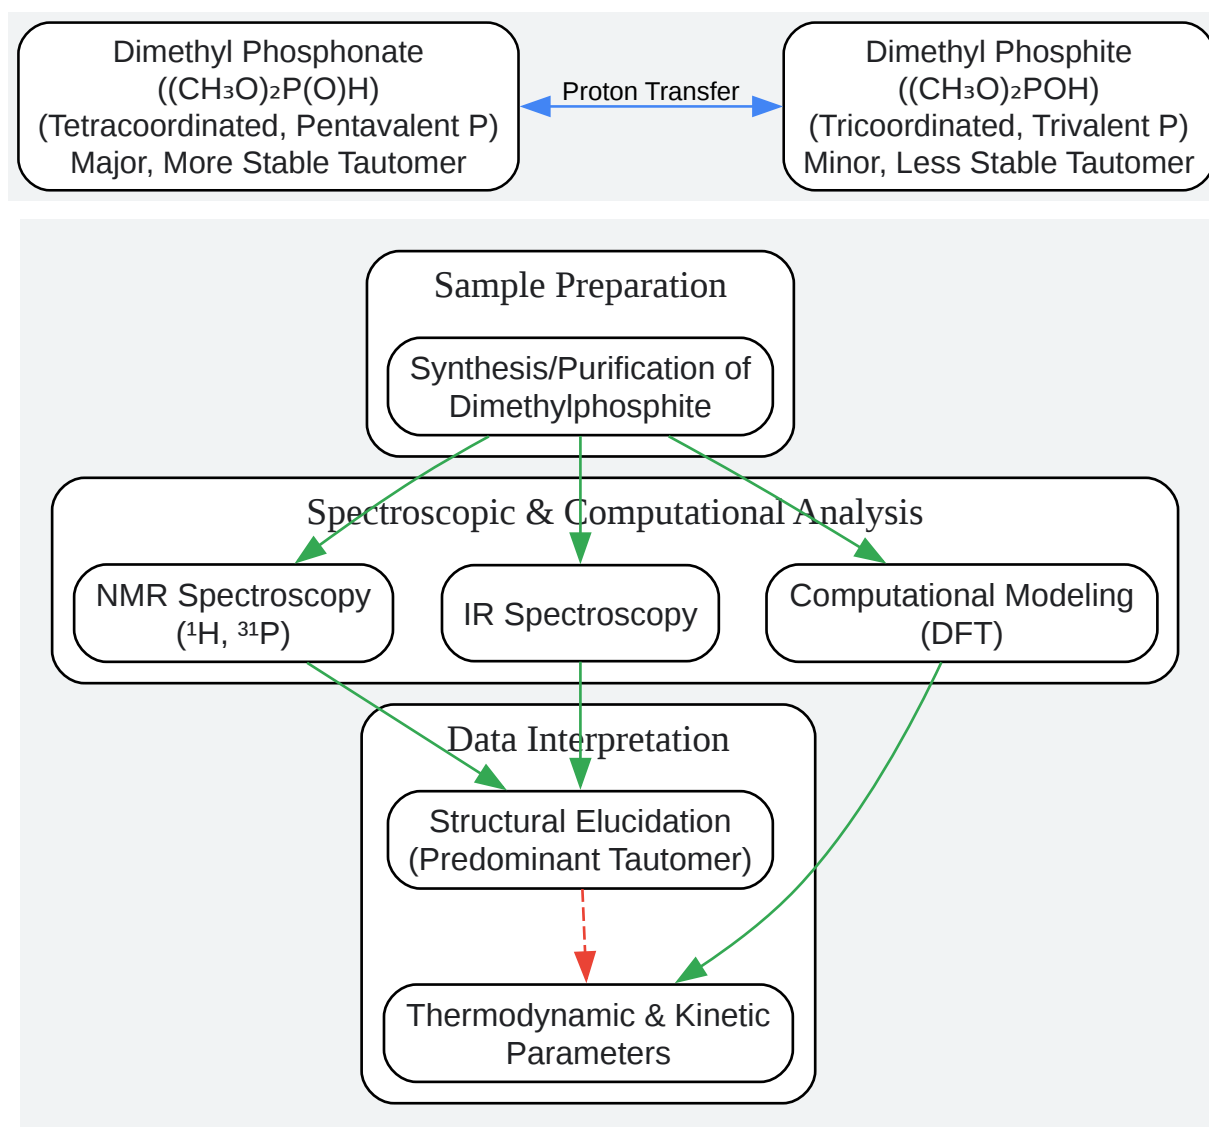 Dimethyl Phosphonate
((CH₃O)₂P(O)H)
(Tetracoordinated, Pentavalent P)
Major, More Stable Tautomer
Proton Transfer
Dimethyl Phosphite
((CH₃O)₂POH)
(Tricoordinated, Trivalent P)
Minor, Less Stable Tautomer
Sample Preparation
Synthesis/Purification of
Dimethylphosphite
Spectroscopic & Computational Analysis
NMR Spectroscopy
(¹H, ³¹P)
IR Spectroscopy
Computational Modeling
(DFT)
Data Interpretation
Structural Elucidation
(Predominant Tautomer)
Thermodynamic & Kinetic
Parameters